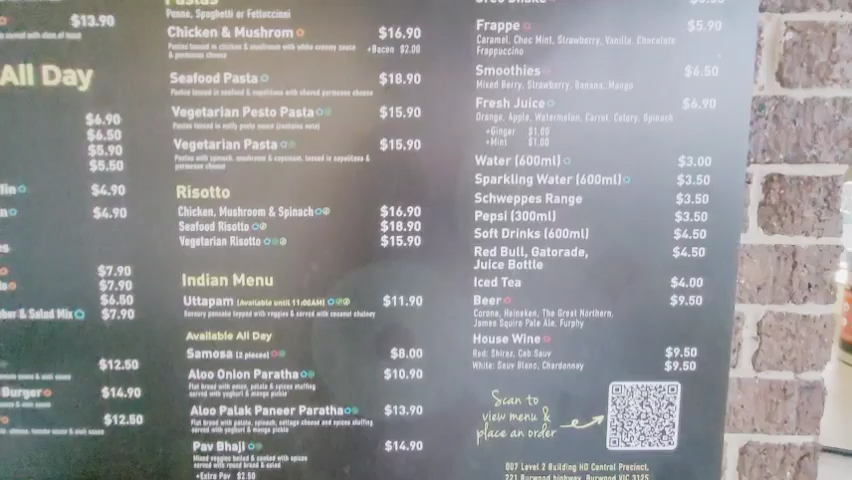 $13.90
All Day
$6.90
$6.50
$5.90
$5.50
$4.90
$4.90
$7.90
$7.90
$6.50
& Salad Mix $7.90
$12.50
Burger $14.90
$12.50
Pastas
Penne, Spaghetti or Fettuccini
Chicken & Mushrom $16.90
Pastas tossed in chicken & mushroom with white creamy sauce
& parmesan cheese
+Bacon $2.00
Seafood Pasta $18.90
Pastas tossed in seafood & napolitana with shaved parmesan cheese
Vegetarian Pesto Pasta $15.90
Pastas tossed in nutty pesto sauce (contains nuts)
Vegetarian Pasta $15.90
Pastas with spinach, mushroom & capsicum, tossed in napolitana &
parmesan cheese
Risotto
Chicken, Mushroom & Spinach $16.90
Seafood Risotto $18.90
Vegetarian Risotto $15.90
Indian Menu
Uttapam (Available until 11:00AM) $11.90
Savoury pancake topped with veggies & served with coconut chutney
Available All Day
Samosa (2 pieces) $8.00
Aloo Onion Paratha $10.90
Flat bread with onion, potato & spices stuffing
served with yoghurt & mango pickle
Aloo Palak Paneer Paratha $13.90
Flat bread with potato, spinach, cottage cheese and spices stuffing
served with yoghurt & mango pickle
Pav Bhaji $14.90
Mixed veggies boiled & cooked with spices
served with round bread & salad
+Extra Pav $2.50
Frappe $5.90
Caramel, Choc Mint, Strawberry, Vanilla, Chocolate
Frappuccino
Smoothies $6.50
Mixed Berry, Strawberry, Banana, Mango
Fresh Juice $6.90
Orange, Apple, Watermelon, Carrot, Celery, Spinach
+Ginger $1.00
+Mint $1.00
Water (600ml) $3.00
Sparkling Water (600ml) $3.50
Schweppes Range $3.50
Pepsi (300ml) $3.50
Soft Drinks (600ml) $4.50
Red Bull, Gatorade, $4.50
Juice Bottle
Iced Tea $4.00
Beer $9.50
Corona, Heineken, The Great Northern,
James Squire Pale Ale, Furphy
House Wine
Red: Shiraz, Cab Sauv $9.50
White: Sauv Blanc, Chardonnay $9.50
Scan to
view menu &
place an order
007 Level 2 Building HD Central Precinct,
221 Burwood highway, Burwood VIC 3125